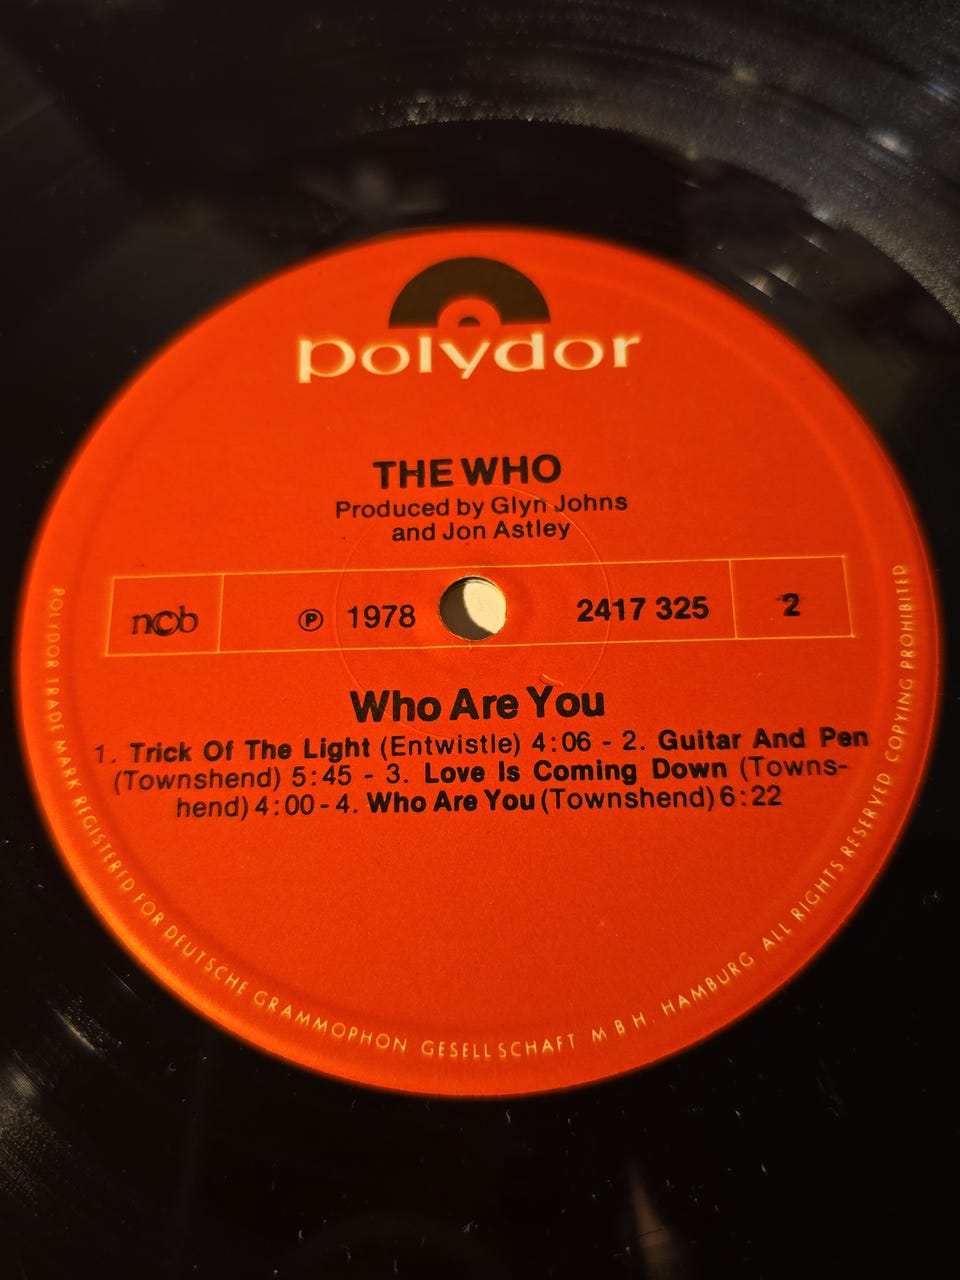 polydor
THE WHO
Produced by Glyn Johns
and Jon Astley
ncb ℗ 1978 2417 325 2
Who Are You
1. Trick Of The Light (Entwistle) 4:06 - 2. Guitar And Pen
(Townshend) 5:45 - 3. Love Is Coming Down (Towns-
hend) 4:00 - 4. Who Are You (Townshend) 6:22
POLYDOR TRADE MARK REGISTERED FOR DEUTSCHE GRAMMOPHON GESELLSCHAFT M B H. HAMBURG ALL RIGHTS RESERVED COPYING PROHIBITED